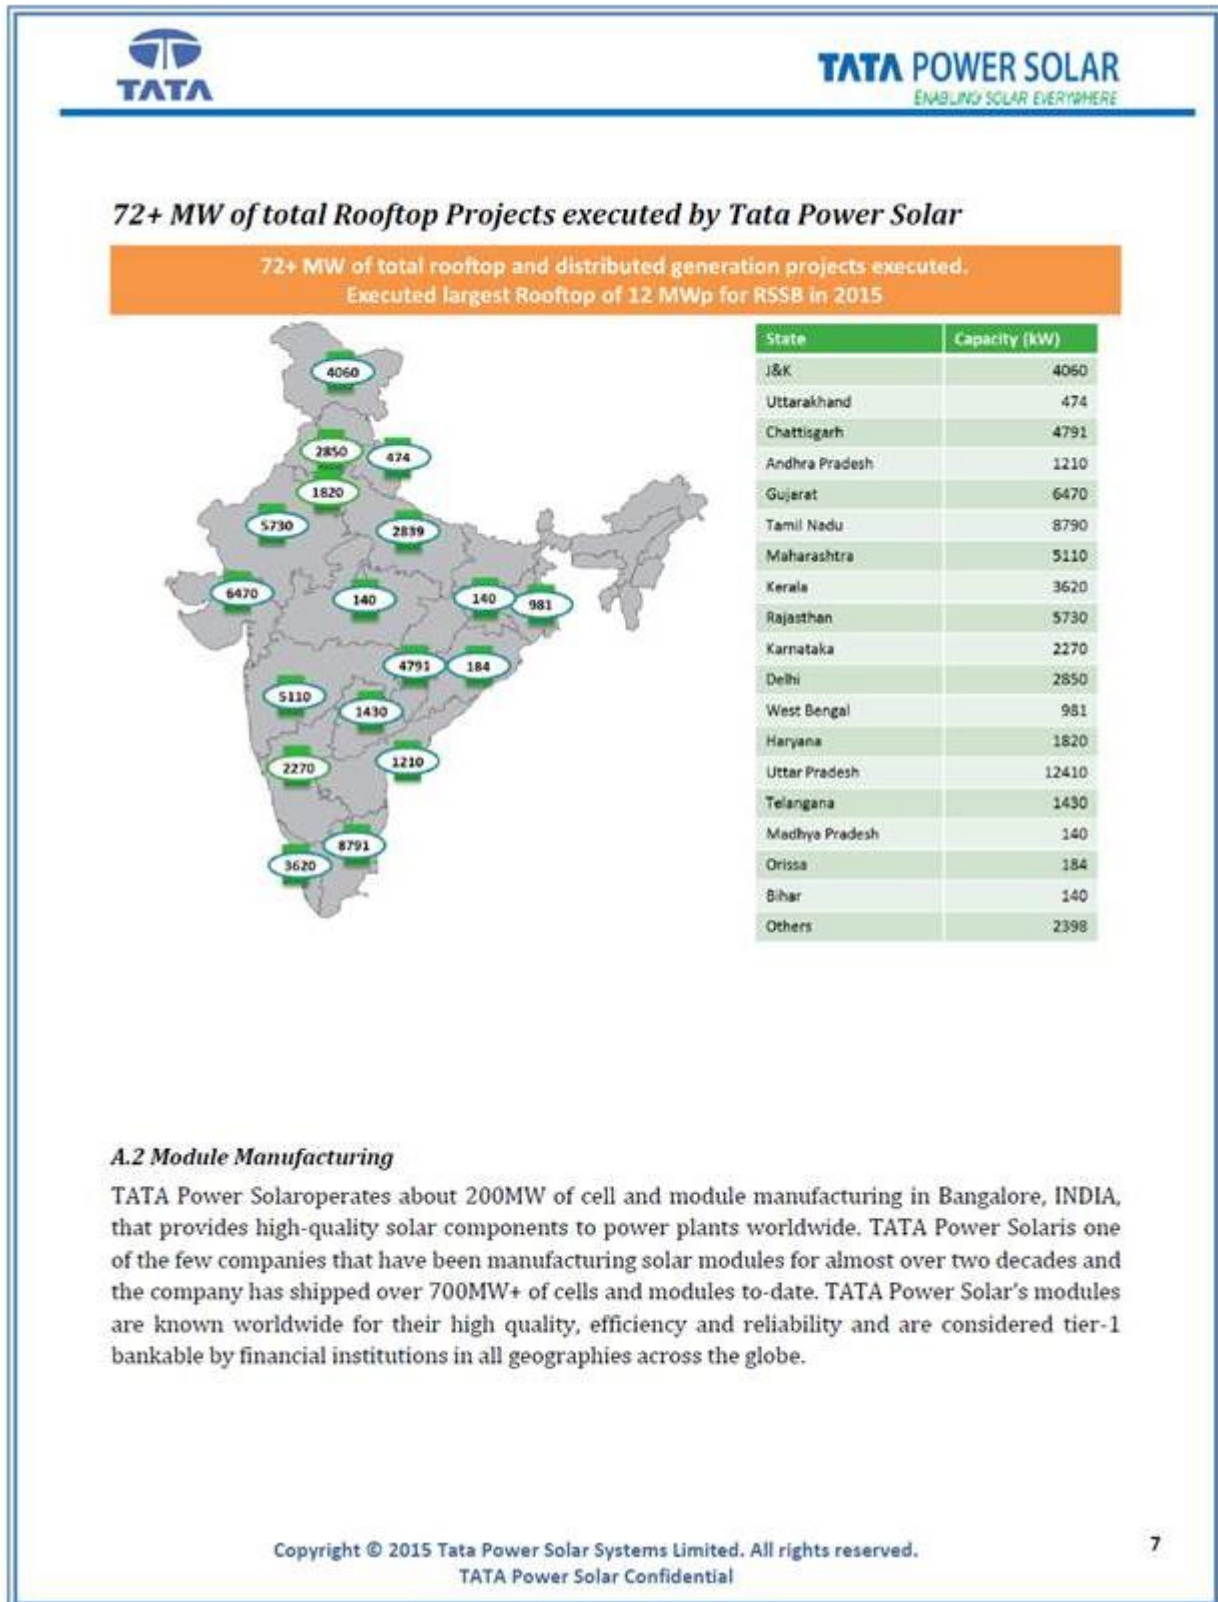 TATA
TATA POWER SOLAR
ENABLING SOLAR EVERYWHERE
72+ MW of total Rooftop Projects executed by Tata Power Solar
72+ MW of total rooftop and distributed generation projects executed.
Executed largest Rooftop of 12 MWp for RSSB in 2015
4060
2850
474
1820
5730
2839
6470
140
140
981
4791
184
5110
1430
2270
1210
8791
3620
State Capacity (kW)
J&K 4060
Uttarakhand 474
Chattisgarh 4791
Andhra Pradesh 1210
Gujarat 6470
Tamil Nadu 8790
Maharashtra 5110
Kerala 3620
Rajasthan 5730
Karnataka 2270
Delhi 2850
West Bengal 981
Haryana 1820
Uttar Pradesh 12410
Telangana 1430
Madhya Pradesh 140
Orissa 184
Bihar 140
Others 2398
A.2 Module Manufacturing
TATA Power Solaroperates about 200MW of cell and module manufacturing in Bangalore, INDIA,
that provides high-quality solar components to power plants worldwide. TATA Power Solaris one
of the few companies that have been manufacturing solar modules for almost over two decades and
the company has shipped over 700MW+ of cells and modules to-date. TATA Power Solar's modules
are known worldwide for their high quality, efficiency and reliability and are considered tier-1
bankable by financial institutions in all geographies across the globe.
Copyright © 2015 Tata Power Solar Systems Limited. All rights reserved.
TATA Power Solar Confidential
7